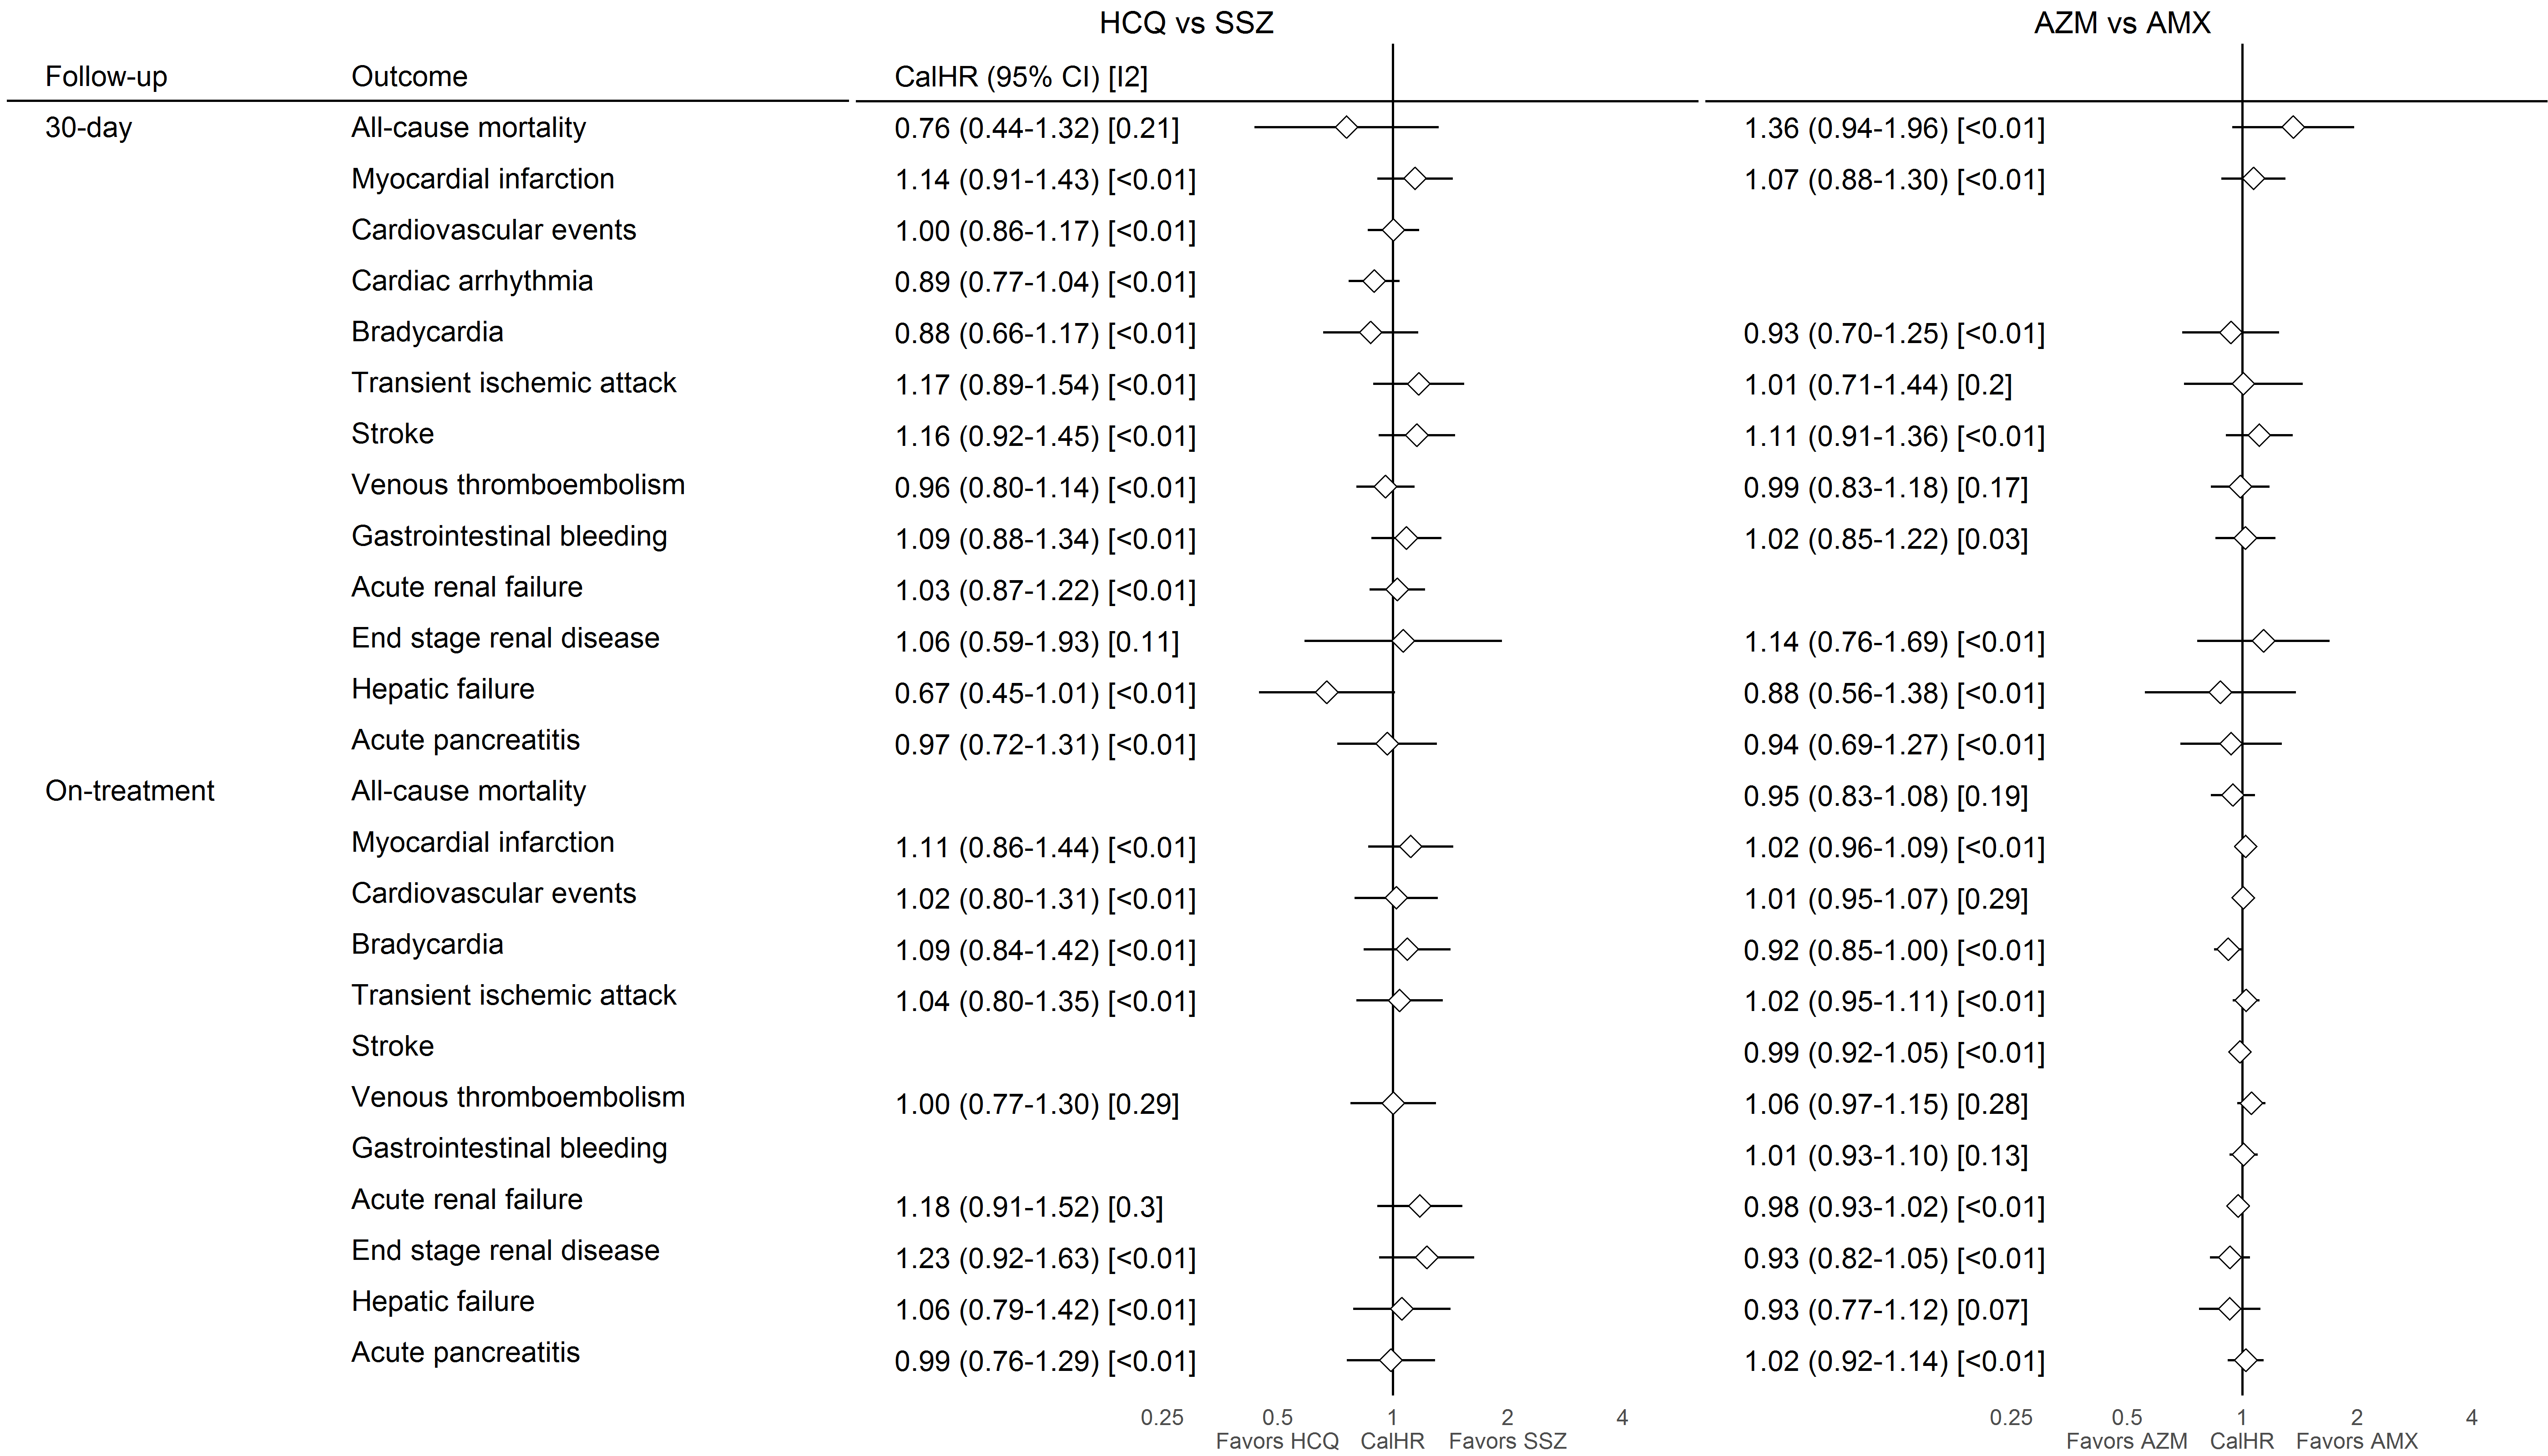 HCQ vs SSZ AZM vs AMX
Follow-up Outcome CalHR (95% CI) [I2]
30-day All-cause mortality 0.76 (0.44-1.32) [0.21] 1.36 (0.94-1.96) [<0.01]
Myocardial infarction 1.14 (0.91-1.43) [<0.01] 1.07 (0.88-1.30) [<0.01]
Cardiovascular events 1.00 (0.86-1.17) [<0.01]
Cardiac arrhythmia 0.89 (0.77-1.04) [<0.01]
Bradycardia 0.88 (0.66-1.17) [<0.01] 0.93 (0.70-1.25) [<0.01]
Transient ischemic attack 1.17 (0.89-1.54) [<0.01] 1.01 (0.71-1.44) [0.2]
Stroke 1.16 (0.92-1.45) [<0.01] 1.11 (0.91-1.36) [<0.01]
Venous thromboembolism 0.96 (0.80-1.14) [<0.01] 0.99 (0.83-1.18) [0.17]
Gastrointestinal bleeding 1.09 (0.88-1.34) [<0.01] 1.02 (0.85-1.22) [0.03]
Acute renal failure 1.03 (0.87-1.22) [<0.01]
End stage renal disease 1.06 (0.59-1.93) [0.11] 1.14 (0.76-1.69) [<0.01]
Hepatic failure 0.67 (0.45-1.01) [<0.01] 0.88 (0.56-1.38) [<0.01]
Acute pancreatitis 0.97 (0.72-1.31) [<0.01] 0.94 (0.69-1.27) [<0.01]
On-treatment All-cause mortality 0.95 (0.83-1.08) [0.19]
Myocardial infarction 1.11 (0.86-1.44) [<0.01] 1.02 (0.96-1.09) [<0.01]
Cardiovascular events 1.02 (0.80-1.31) [<0.01] 1.01 (0.95-1.07) [0.29]
Bradycardia 1.09 (0.84-1.42) [<0.01] 0.92 (0.85-1.00) [<0.01]
Transient ischemic attack 1.04 (0.80-1.35) [<0.01] 1.02 (0.95-1.11) [<0.01]
Stroke 0.99 (0.92-1.05) [<0.01]
Venous thromboembolism 1.00 (0.77-1.30) [0.29] 1.06 (0.97-1.15) [0.28]
Gastrointestinal bleeding 1.01 (0.93-1.10) [0.13]
Acute renal failure 1.18 (0.91-1.52) [0.3] 0.98 (0.93-1.02) [<0.01]
End stage renal disease 1.23 (0.92-1.63) [<0.01] 0.93 (0.82-1.05) [<0.01]
Hepatic failure 1.06 (0.79-1.42) [<0.01] 0.93 (0.77-1.12) [0.07]
Acute pancreatitis 0.99 (0.76-1.29) [<0.01] 1.02 (0.92-1.14) [<0.01]
0.25 0.5 1 2 4 0.25 0.5 1 2 4
Favors HCQ CalHR Favors SSZ Favors AZM CalHR Favors AMX